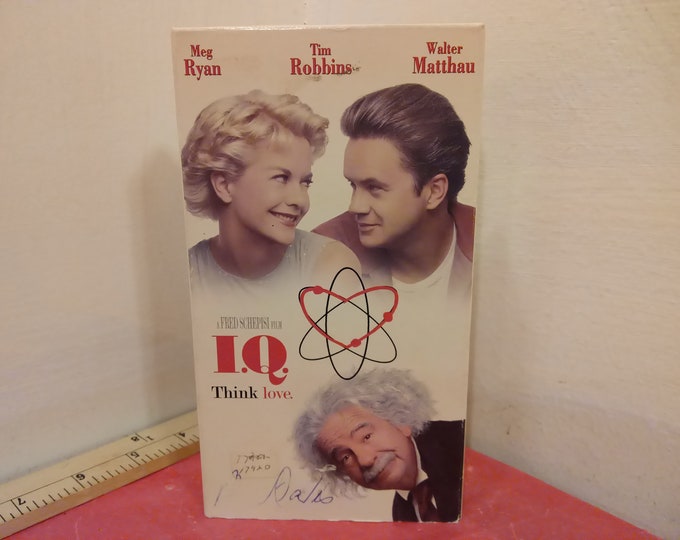 Meg Tim Walter
Ryan Robbins Matthau
A FRED SCHEPISI FILM
I.Q.
Think love.